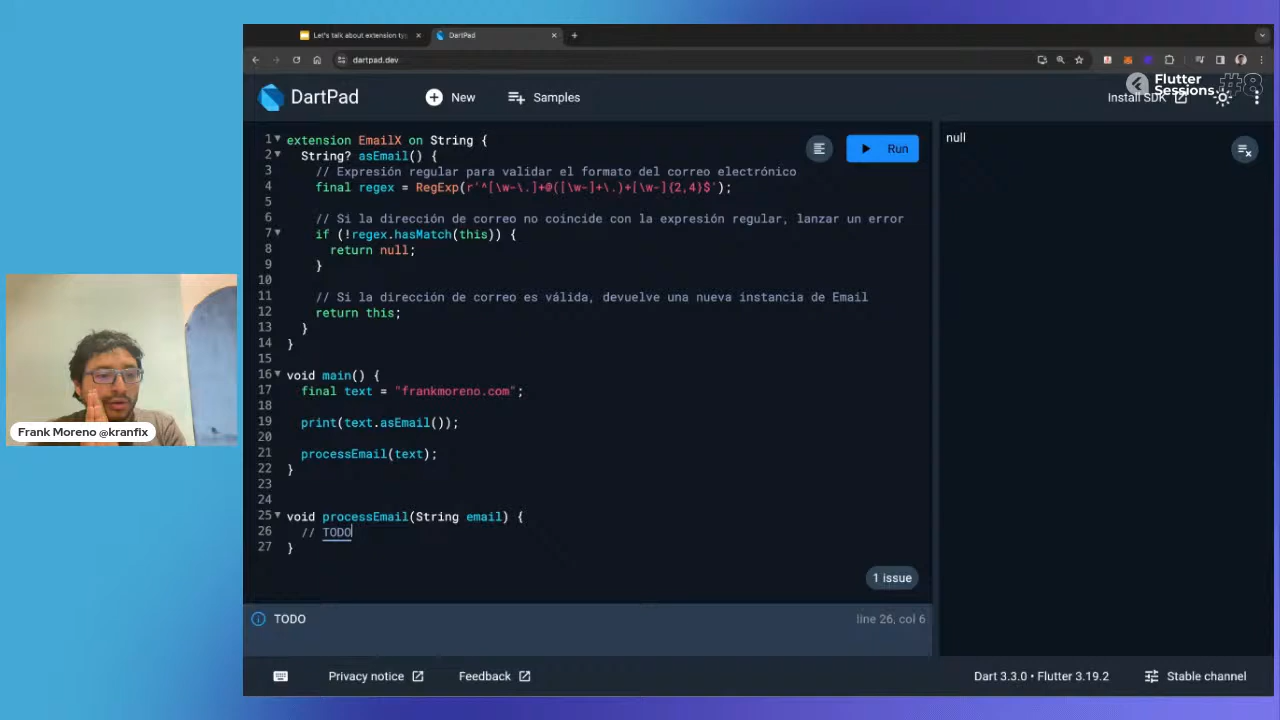 Let's talk about extension ty
DartPad
dartpad.dev
DartPad
New
Samples
Install SDK
Flutter
Sessions
#8
1 extension EmailX on String {
2 String? asEmail() {
3 // Expresión regular para validar el formato del correo electrónico
4 final regex = RegExp(r'^[\w-\.]+@([\w-]+\.)+[\w-]{2,4}$');
5
6 // Si la dirección de correo no coincide con la expresión regular, lanzar un error
7 if (!regex.hasMatch(this)) {
8 return null;
9 }
10
11 // Si la dirección de correo es válida, devuelve una nueva instancia de Email
12 return this;
13 }
14 }
15
16 void main() {
17 final text = "frankmoreno.com";
18
19 print(text.asEmail());
20
21 processEmail(text);
22 }
23
24
25 void processEmail(String email) {
26 // TODO
27 }
Run
null
1 issue
TODO
line 26, col 6
Frank Moreno @kranfix
Privacy notice
Feedback
Dart 3.3.0 • Flutter 3.19.2
Stable channel